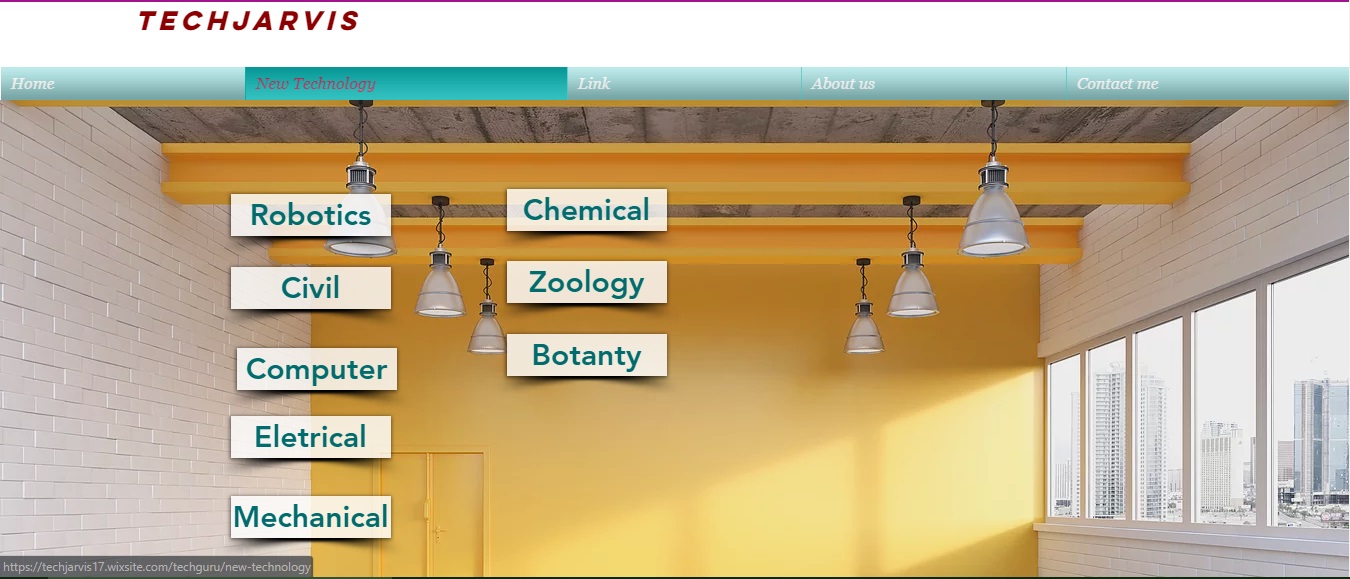 TECHJARVIS
Home New Technology Link About us Contact me
Robotics
Civil
Computer
Eletrical
Mechanical
Chemical
Zoology
Botanty
https://techjarvis17.wixsite.com/techguru/new-technology